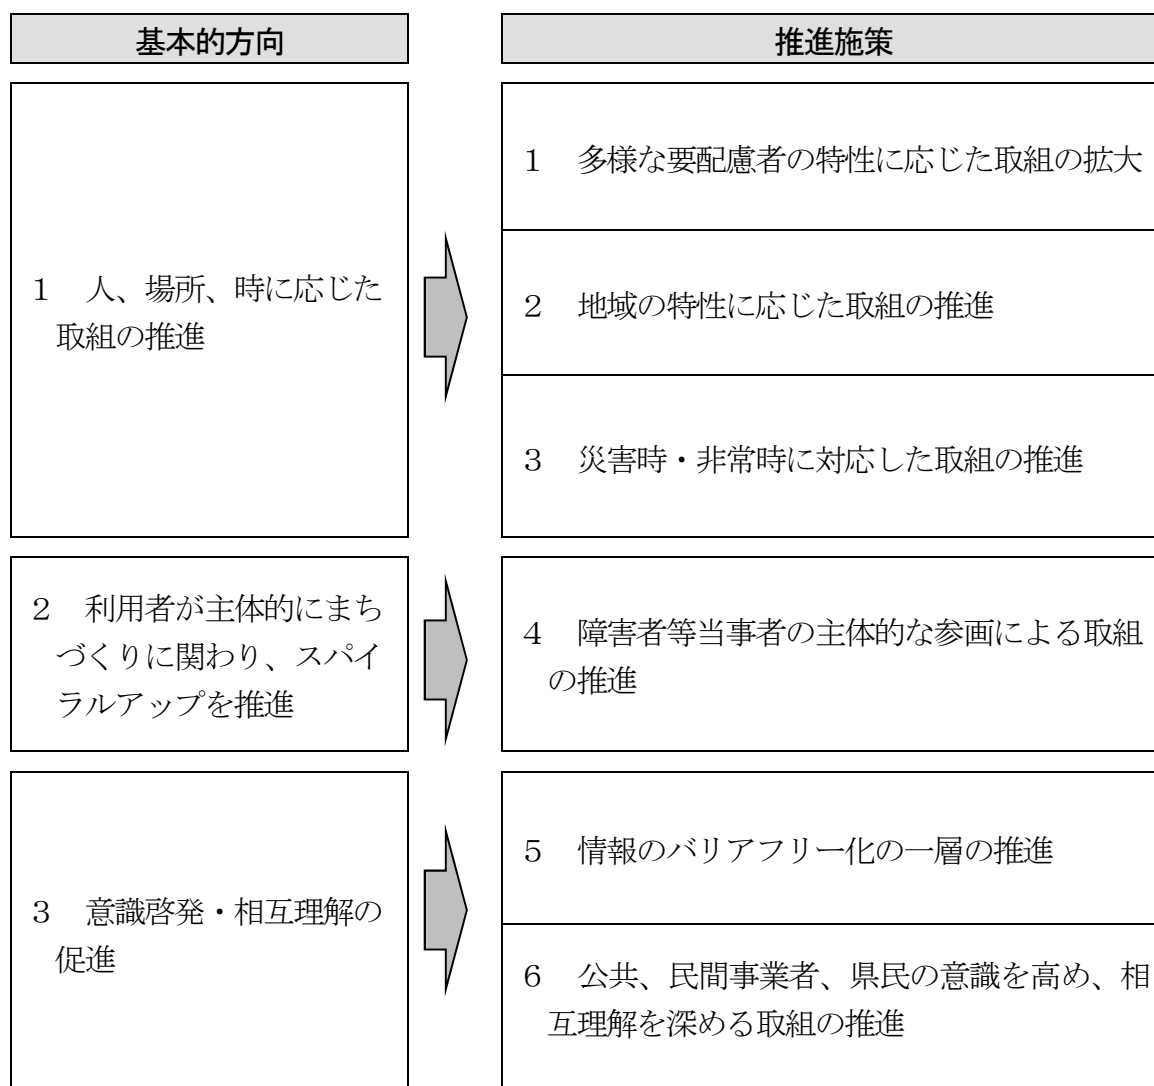 基本的方向
推進施策
1　人、場所、時に応じた
取組の推進
1　多様な要配慮者の特性に応じた取組の拡大
2　地域の特性に応じた取組の推進
3　災害時・非常時に対応した取組の推進
2　利用者が主体的にまち
づくりに関わり、スパイ
ラルアップを推進
4　障害者等当事者の主体的な参画による取組
の推進
3　意識啓発・相互理解の
促進
5　情報のバリアフリー化の一層の推進
6　公共、民間事業者、県民の意識を高め、相
互理解を深める取組の推進